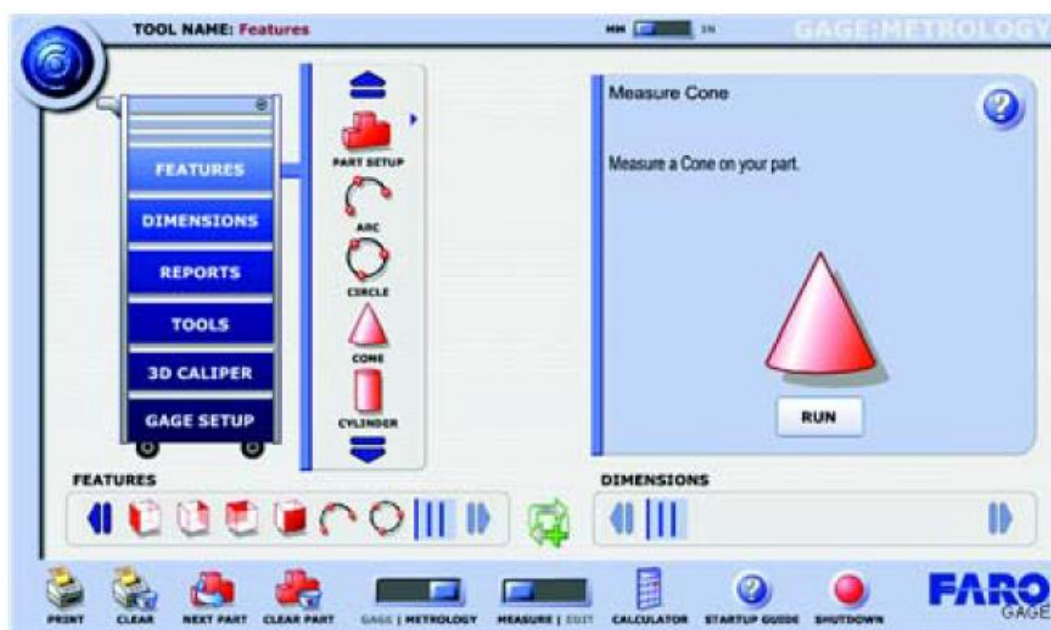 TOOL NAME: Features
MM IN
GAGE:METROLOGY
FEATURES
DIMENSIONS
REPORTS
TOOLS
3D CALIPER
GAGE SETUP
PART SETUP
ARC
CIRCLE
CONE
CYLINDER
Measure Cone
Measure a Cone on your part.
RUN
FEATURES
DIMENSIONS
PRINT
CLEAR
NEXT PART
CLEAR PART
GAGE | METROLOGY
MEASURE | EDIT
CALCULATOR
STARTUP GUIDE
SHUTDOWN
FARO
GAGE